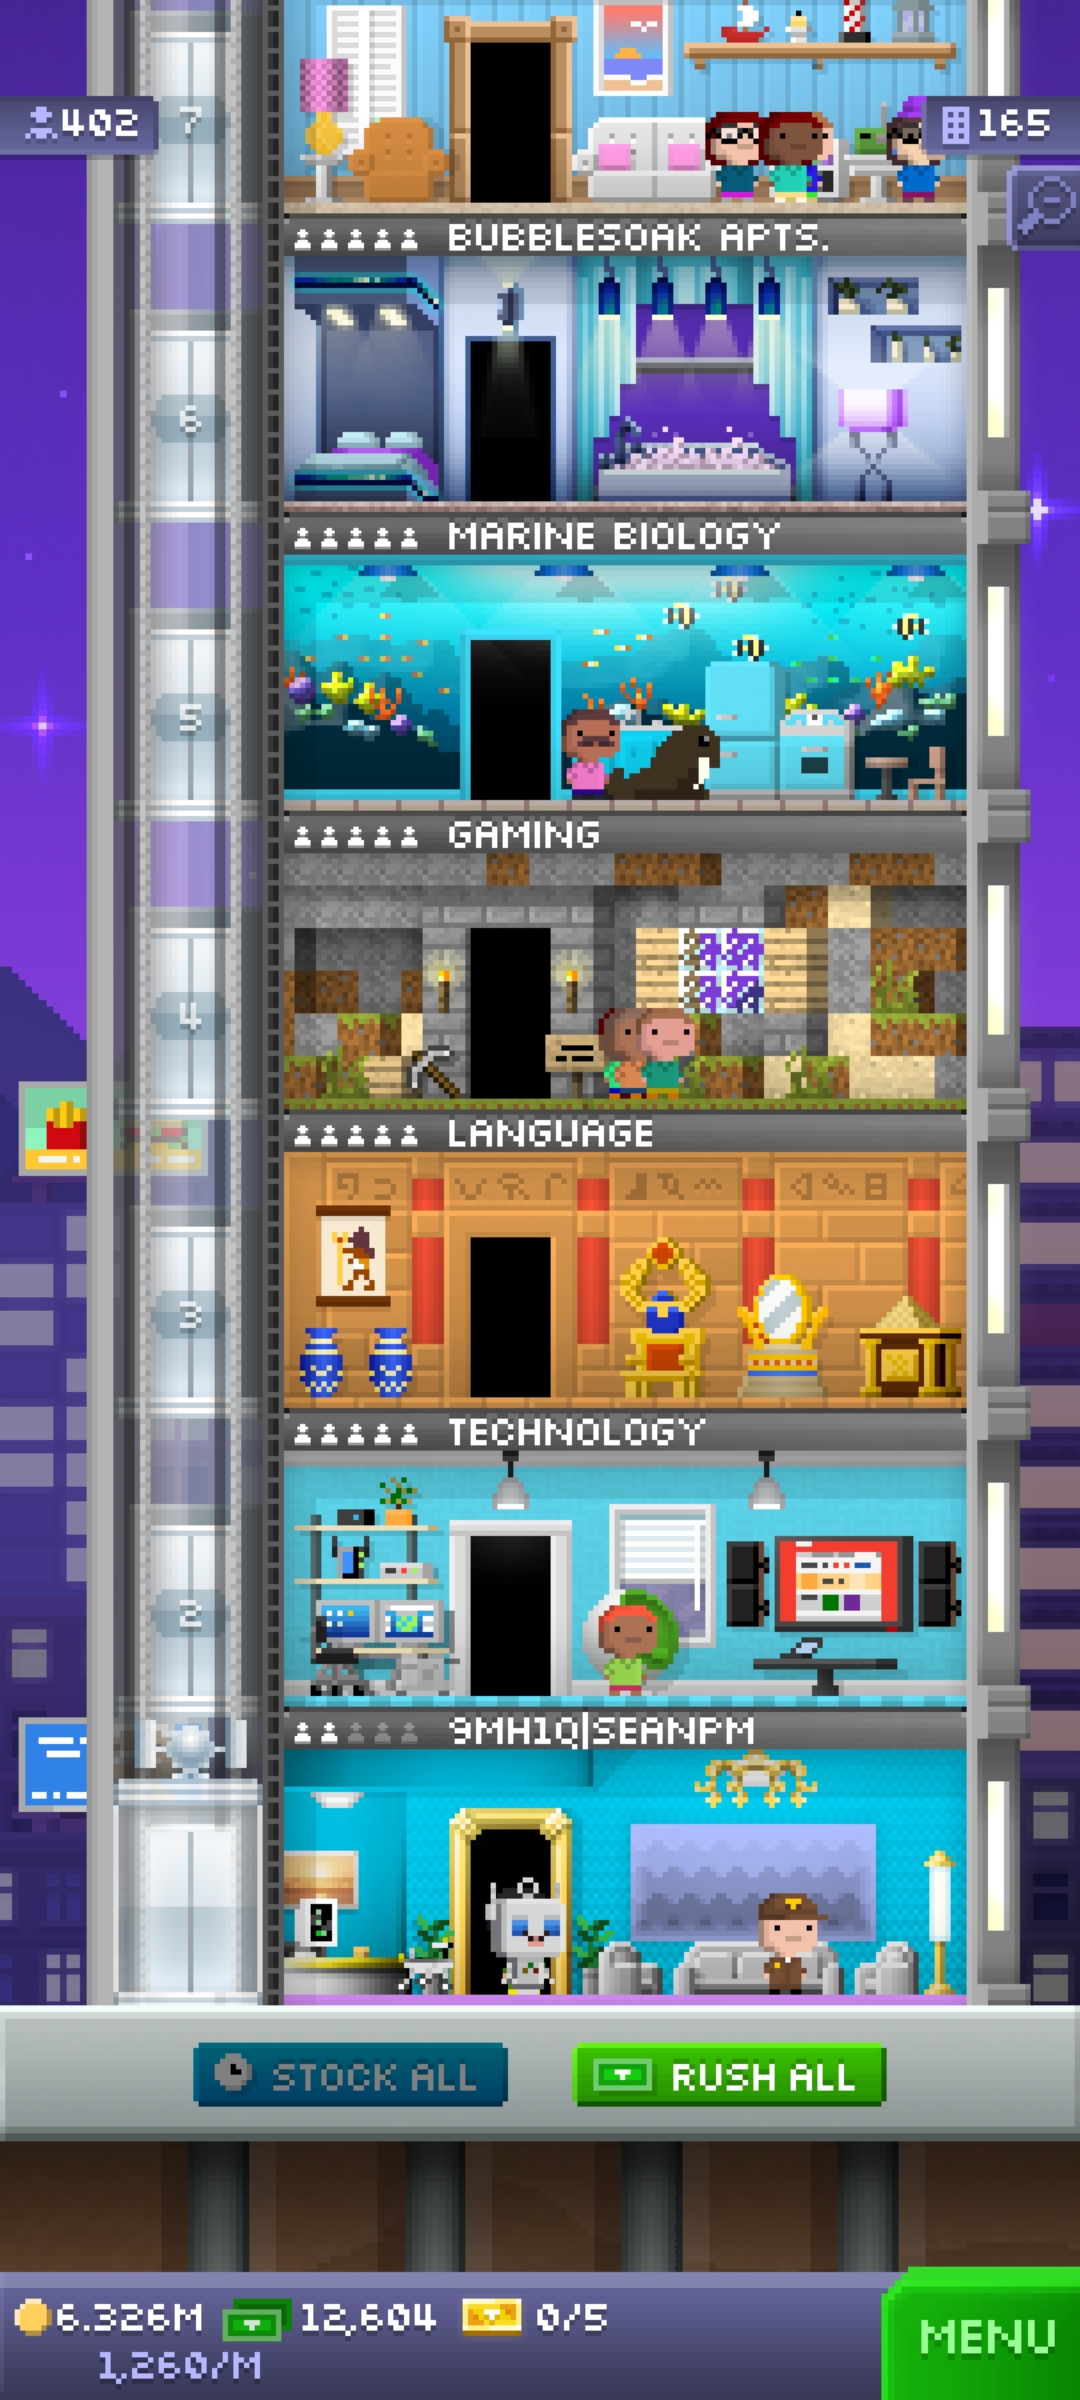 402
7
165
BUBBLESOAK APTS.
6
MARINE BIOLOGY
5
GAMING
4
LANGUAGE
3
TECHNOLOGY
2
9MH1Q|SEANPM
STOCK ALL
RUSH ALL
6.326M
12,604
0/5
1,260/M
MENU